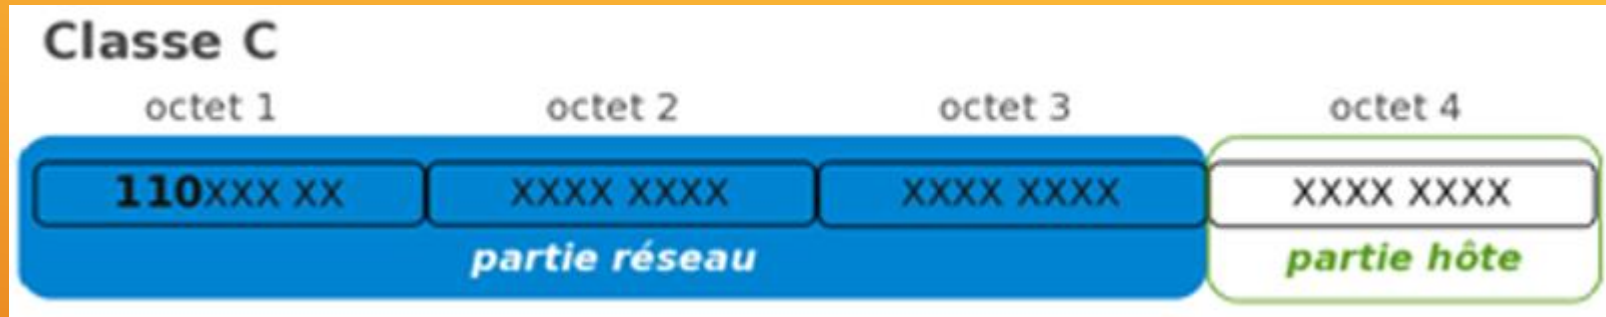 Classe C
octet 1 octet 2 octet 3 octet 4
110XXX XX XXXX XXXX XXXX XXXX XXXX XXXX
partie réseau partie hôte